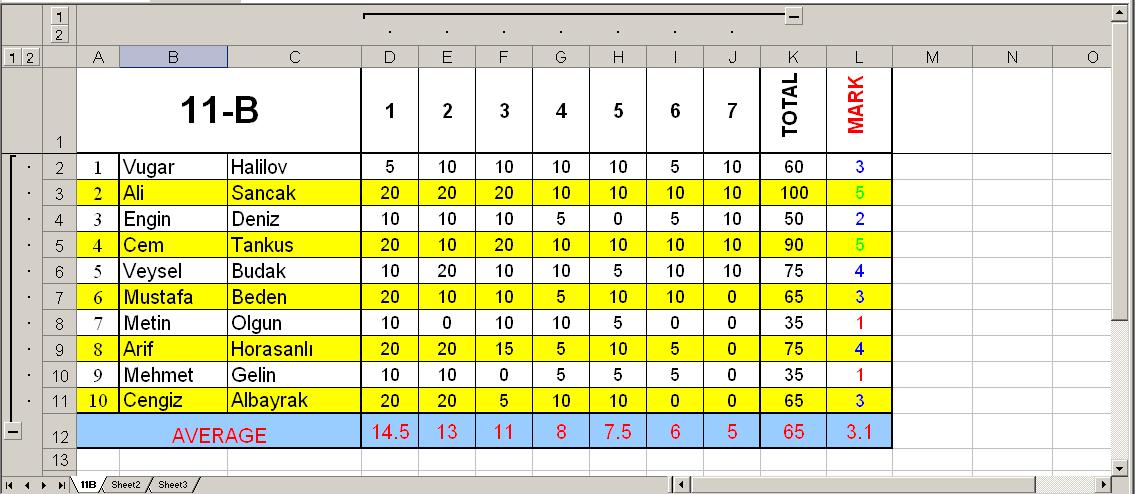 1
2
1 2 A B C D E F G H I J K L M N O
1 11-B 1 2 3 4 5 6 7 TOTAL MARK
2 1 Vugar Halilov 5 10 10 10 10 5 10 60 3
3 2 Ali Sancak 20 20 20 10 10 10 10 100 5
4 3 Engin Deniz 10 10 10 5 0 5 10 50 2
5 4 Cem Tankus 20 10 20 10 10 10 10 90 5
6 5 Veysel Budak 10 20 10 10 5 10 10 75 4
7 6 Mustafa Beden 20 10 10 5 10 10 0 65 3
8 7 Metin Olgun 10 0 10 10 5 0 0 35 1
9 8 Arif Horasanlı 20 20 15 5 10 5 0 75 4
10 9 Mehmet Gelin 10 10 0 5 5 5 0 35 1
11 10 Cengiz Albayrak 20 20 5 10 10 0 0 65 3
12 AVERAGE 14.5 13 11 8 7.5 6 5 65 3.1
13
11B Sheet2 Sheet3